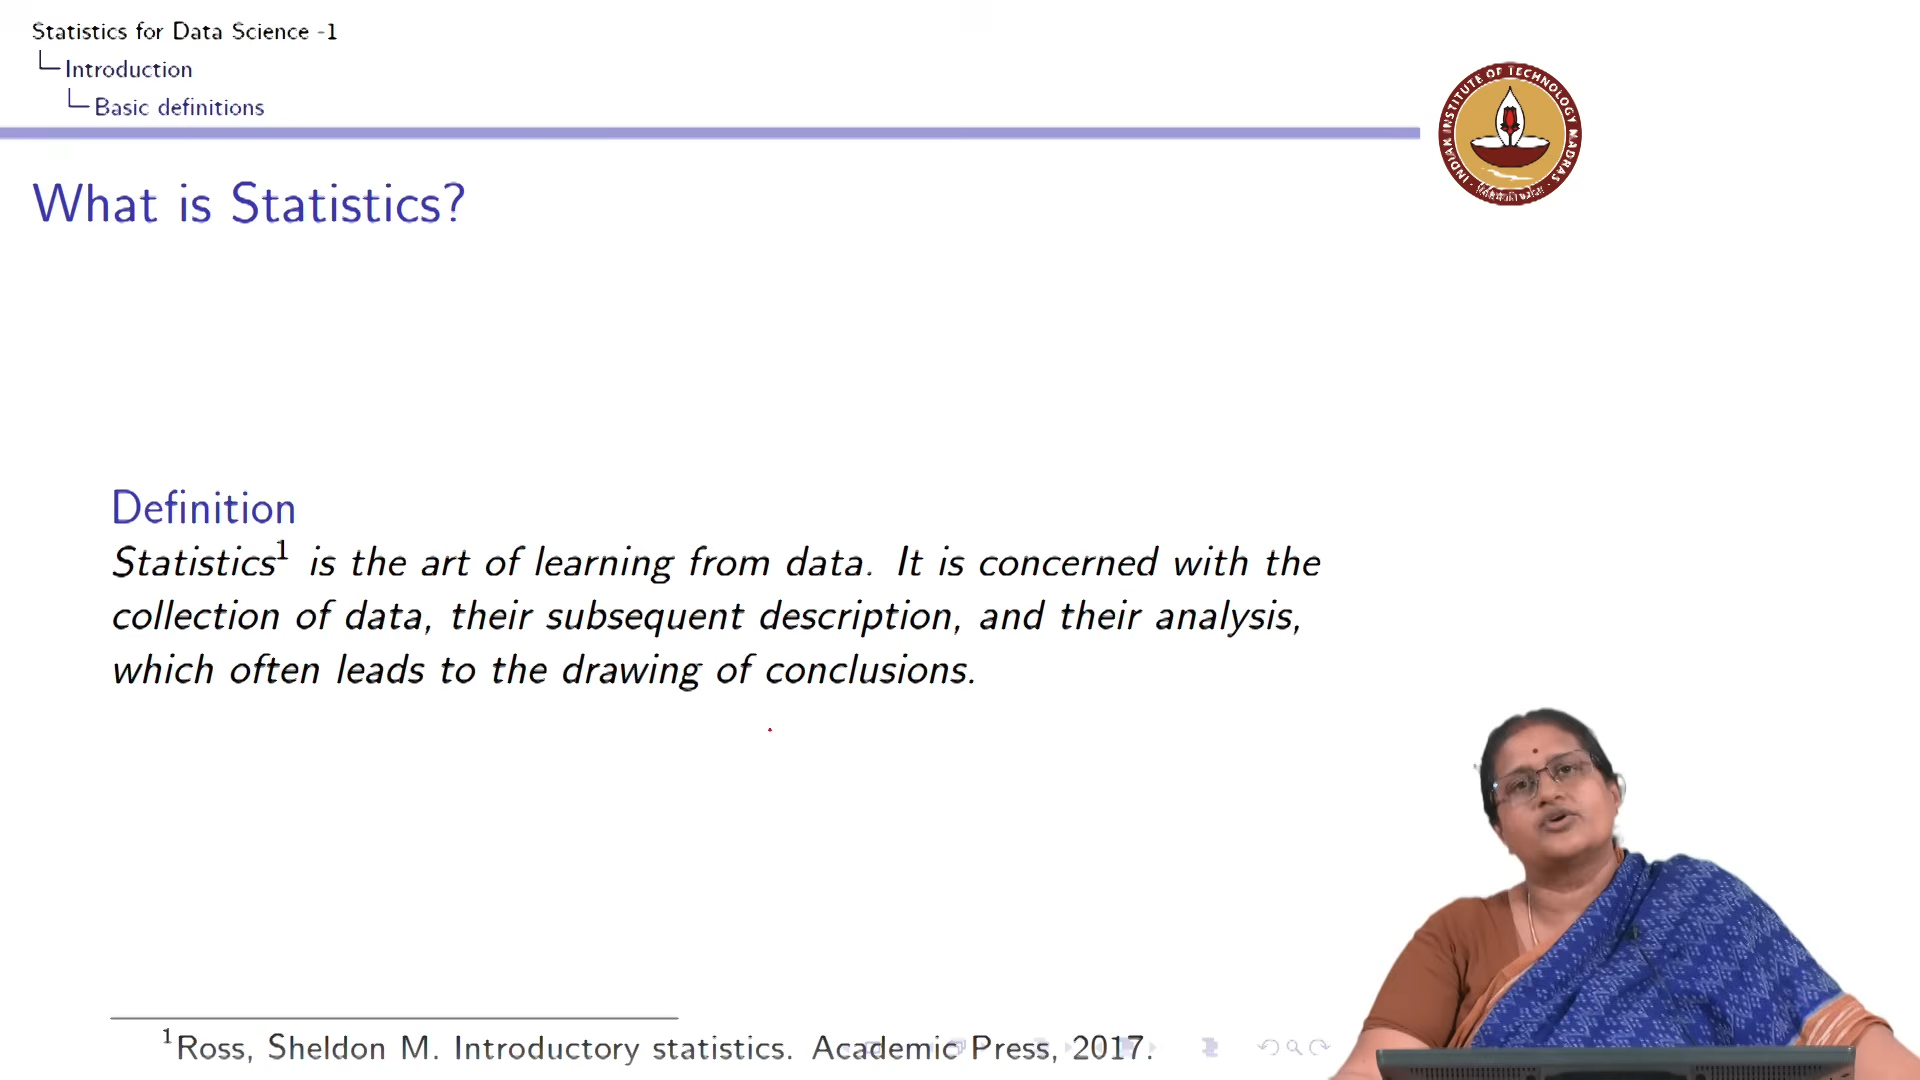 Statistics for Data Science -1
Introduction
Basic definitions
INDIAN INSTITUTE OF TECHNOLOGY MADRAS
What is Statistics?
Definition
Statistics¹ is the art of learning from data. It is concerned with the
collection of data, their subsequent description, and their analysis,
which often leads to the drawing of conclusions.
¹Ross, Sheldon M. Introductory statistics. Academic Press, 2017.